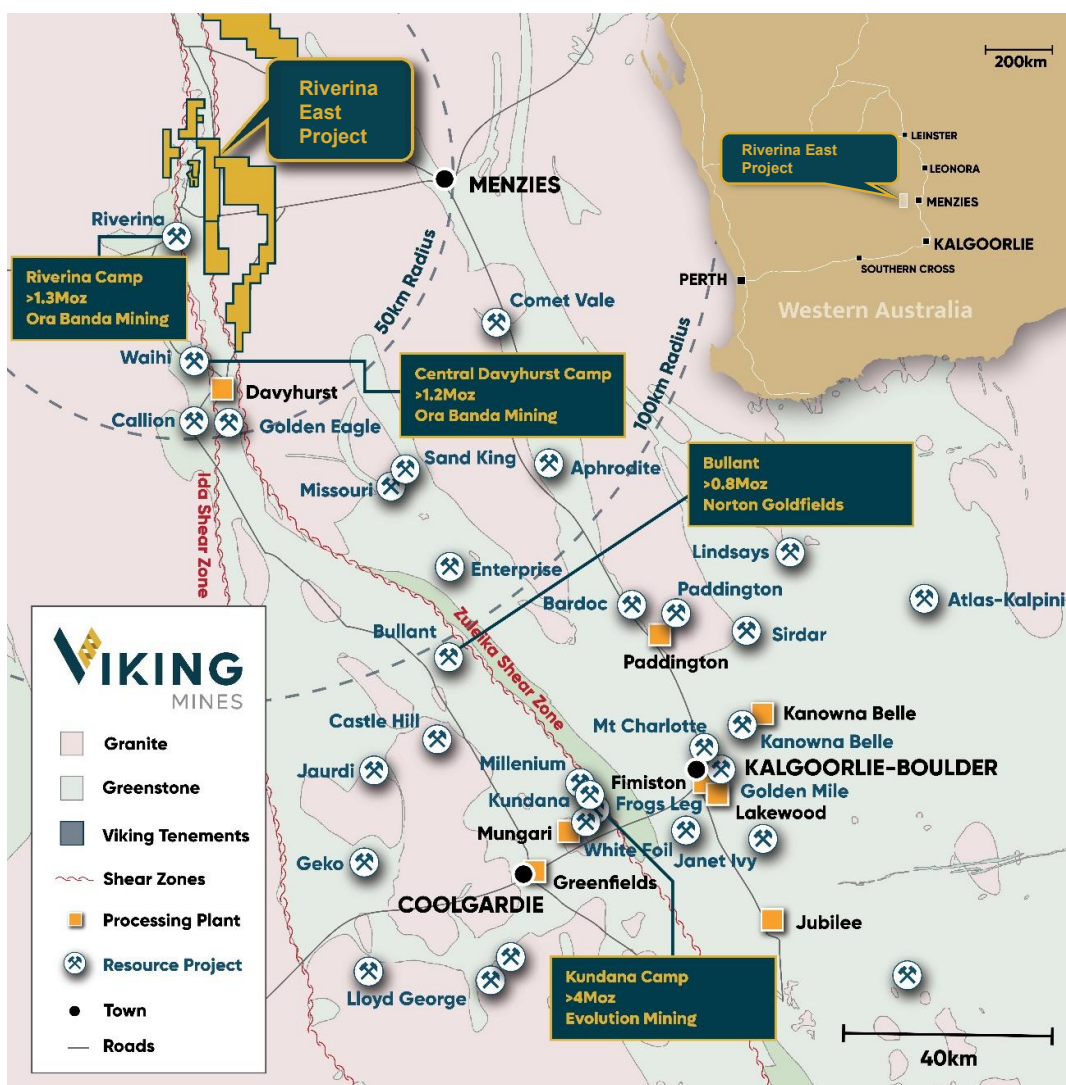 Riverina
East
Project
200km
LEINSTER
Riverina East
Project
LEONORA
MENZIES
KALGOORLIE
SOUTHERN CROSS
PERTH
Western Australia
MENZIES
Riverina
Riverina Camp
>1.3Moz
Ora Banda Mining
50km Radius
Comet Vale
Waihi
Davyhurst
Central Davyhurst Camp
>1.2Moz
Ora Banda Mining
100km Radius
Callion
Golden Eagle
Sand King
Missouri
Aphrodite
Bullant
>0.8Moz
Norton Goldfields
Ida Shear Zone
Lindsays
Enterprise
Bardoc
Paddington
Atlas-Kalpini
Sirdar
Paddington
Bullant
Zuleika Shear Zone
Castle Hill
Mt Charlotte
Kanowna Belle
Kanowna Belle
Jaurdi
Millenium
Fimiston
KALGOORLIE-BOULDER
Golden Mile
Kundana
Frogs Leg
Lakewood
Mungari
White Foil
Janet Ivy
Geko
Greenfields
COOLGARDIE
Jubilee
Lloyd George
Kundana Camp
>4Moz
Evolution Mining
40km
VIKING
MINES
Granite
Greenstone
Viking Tenements
Shear Zones
Processing Plant
Resource Project
Town
Roads